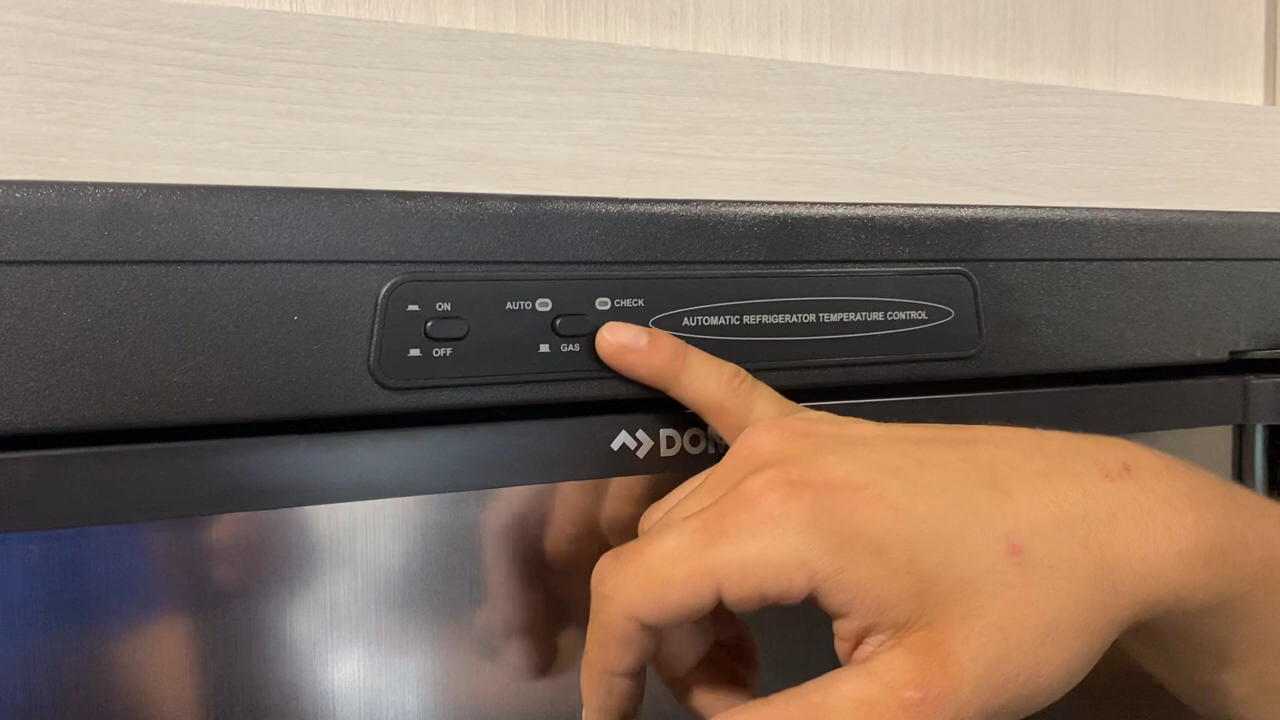 ON
OFF
AUTO
CHECK
GAS
AUTOMATIC REFRIGERATOR TEMPERATURE CONTROL